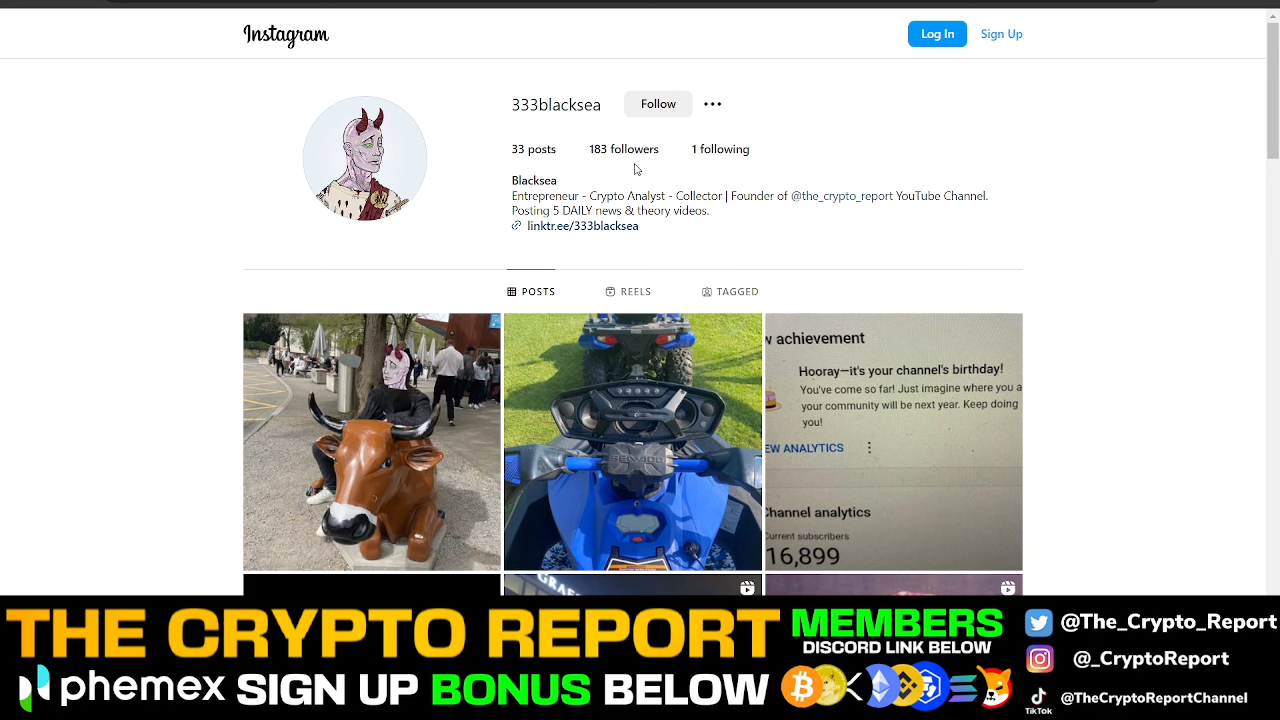 Instagram
Log In
Sign Up
333blacksea
Follow
33 posts
183 followers
1 following
Blacksea
Entrepreneur - Crypto Analyst - Collector | Founder of @the_crypto_report YouTube Channel.
Posting 5 DAILY news & theory videos.
linktr.ee/333blacksea
POSTS
REELS
TAGGED
SEADOO
w achievement
Hooray—it's your channel's birthday!
You've come so far! Just imagine where you a
your community will be next year. Keep doing
you!
EW ANALYTICS
Channel analytics
Current subscribers
16,899
GRAF
THE CRYPTO REPORT
MEMBERS
DISCORD LINK BELOW
phemex SIGN UP BONUS BELOW
@The_Crypto_Report
@_CryptoReport
TikTok
@TheCryptoReportChannel